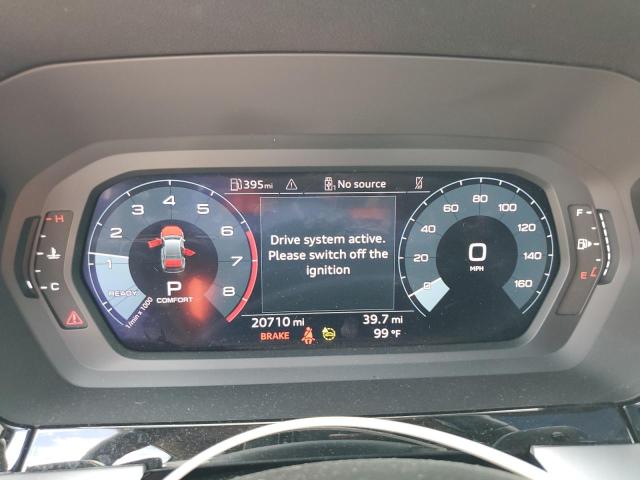 395mi
No source
H
C
1/min x 1000
READY
1
2
3
4
5
6
7
8
P
COMFORT
Drive system active.
Please switch off the
ignition
20710 mi
39.7 mi
BRAKE
99 °F
0
20
40
60
80
100
120
140
160
0
MPH
F
E